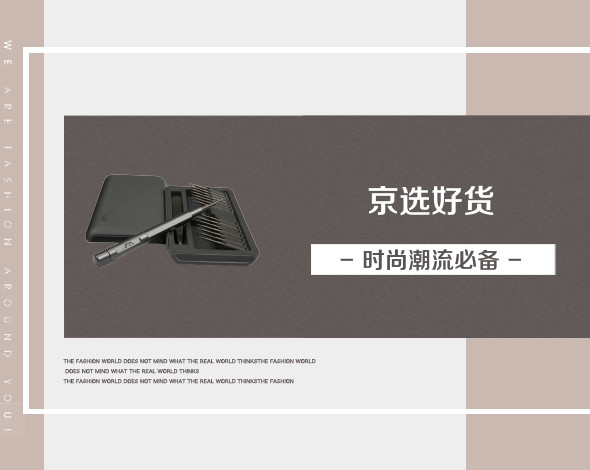 WE ARE FASHION AROUND YOU!
京选好货
– 时尚潮流必备 –
THE FASHION WORLD DOES NOT MIND WHAT THE REAL WORLD THINKSTHE FASHION WORLD
DOES NOT MIND WHAT THE REAL WORLD THINKS
THE FASHION WORLD DOES NOT MIND WHAT THE REAL WORLD THINKSTHE FASHION